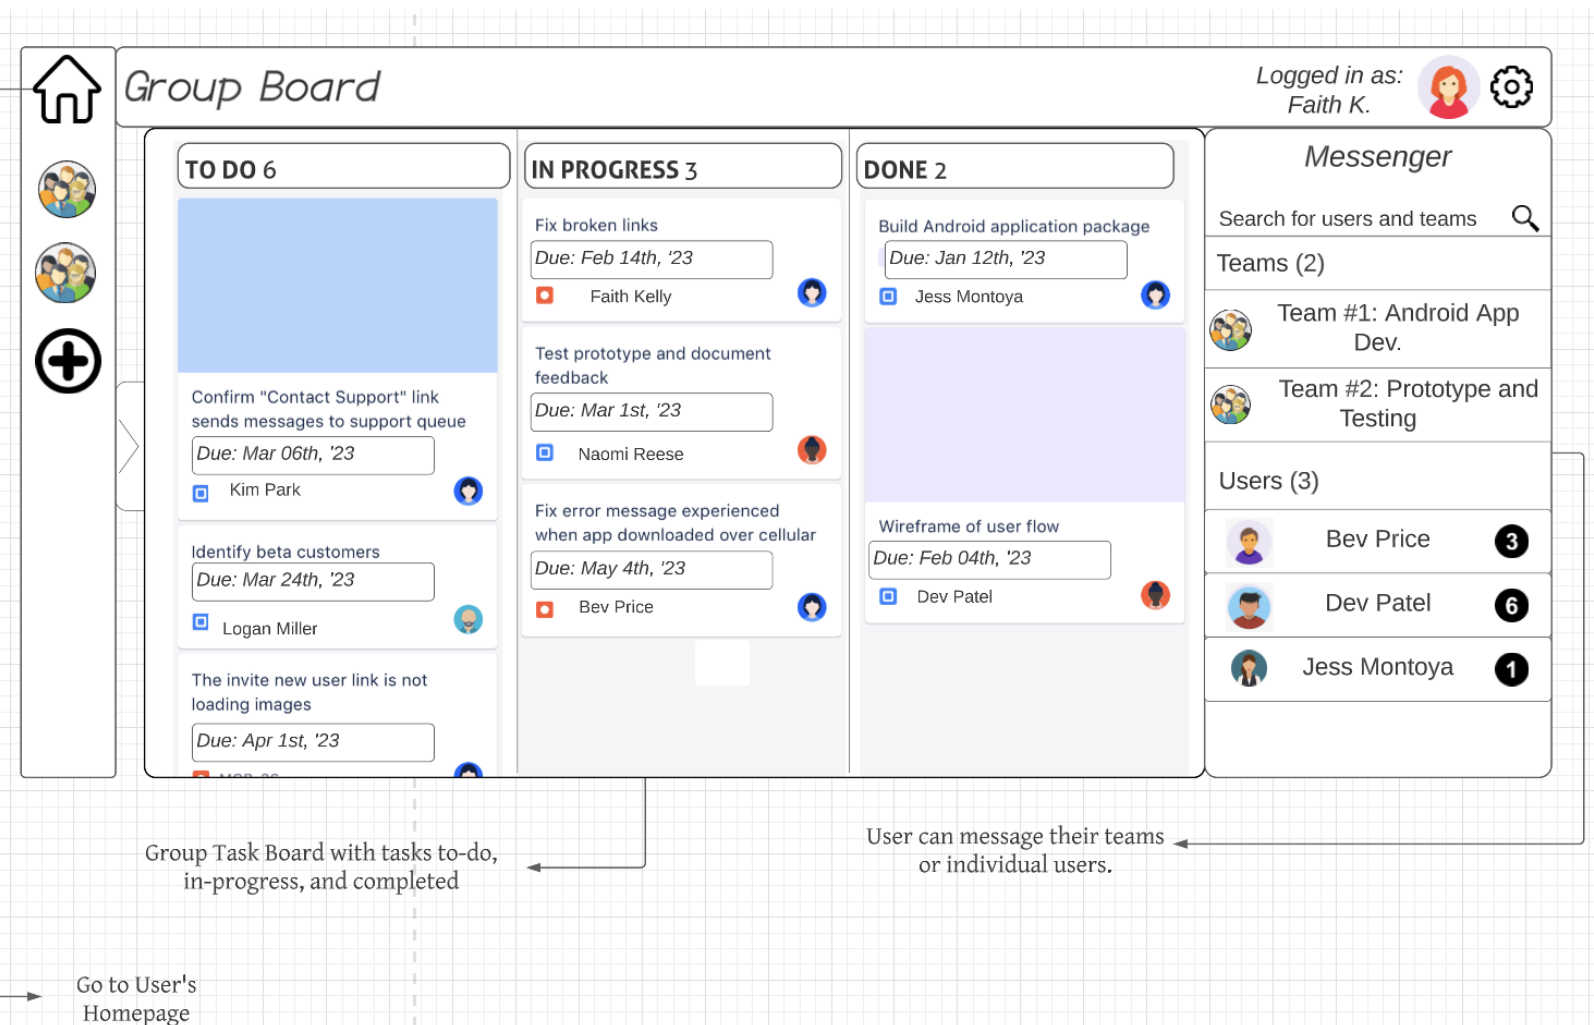 Group Board
Logged in as:
Faith K.
TO DO 6
Confirm "Contact Support" link
sends messages to support queue
Due: Mar 06th, '23
Kim Park
Identify beta customers
Due: Mar 24th, '23
Logan Miller
The invite new user link is not
loading images
Due: Apr 1st, '23
IN PROGRESS 3
Fix broken links
Due: Feb 14th, '23
Faith Kelly
Test prototype and document
feedback
Due: Mar 1st, '23
Naomi Reese
Fix error message experienced
when app downloaded over cellular
Due: May 4th, '23
Bev Price
DONE 2
Build Android application package
Due: Jan 12th, '23
Jess Montoya
Wireframe of user flow
Due: Feb 04th, '23
Dev Patel
Messenger
Search for users and teams
Teams (2)
Team #1: Android App
Dev.
Team #2: Prototype and
Testing
Users (3)
Bev Price 3
Dev Patel 6
Jess Montoya 1
Group Task Board with tasks to-do,
in-progress, and completed
User can message their teams
or individual users.
Go to User's
Homepage